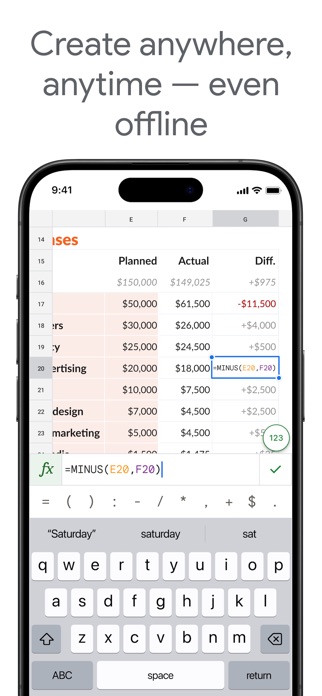 Create anywhere,
anytime — even
offline
9:41
E F G
14 nses
15 Planned Actual Diff.
16 $150,000 $149,025 +$975
17 $50,000 $61,500 -$11,500
18 ers $30,000 $26,000 +$4,000
19 ty $25,000 $24,500 +$500
20 ertising $20,000 $18,000 =MINUS(E20,F20)
21 $10,000 $7,500 +$2,500
22 design $7,000 $4,500 +$2,500
23 marketing $5,000 $4,500
123
fx =MINUS(E20,F20)
= ( ) : - / * , + $ .
“Saturday” saturday sat
q w e r t y u i o p
a s d f g h j k l
z x c v b n m
ABC space return